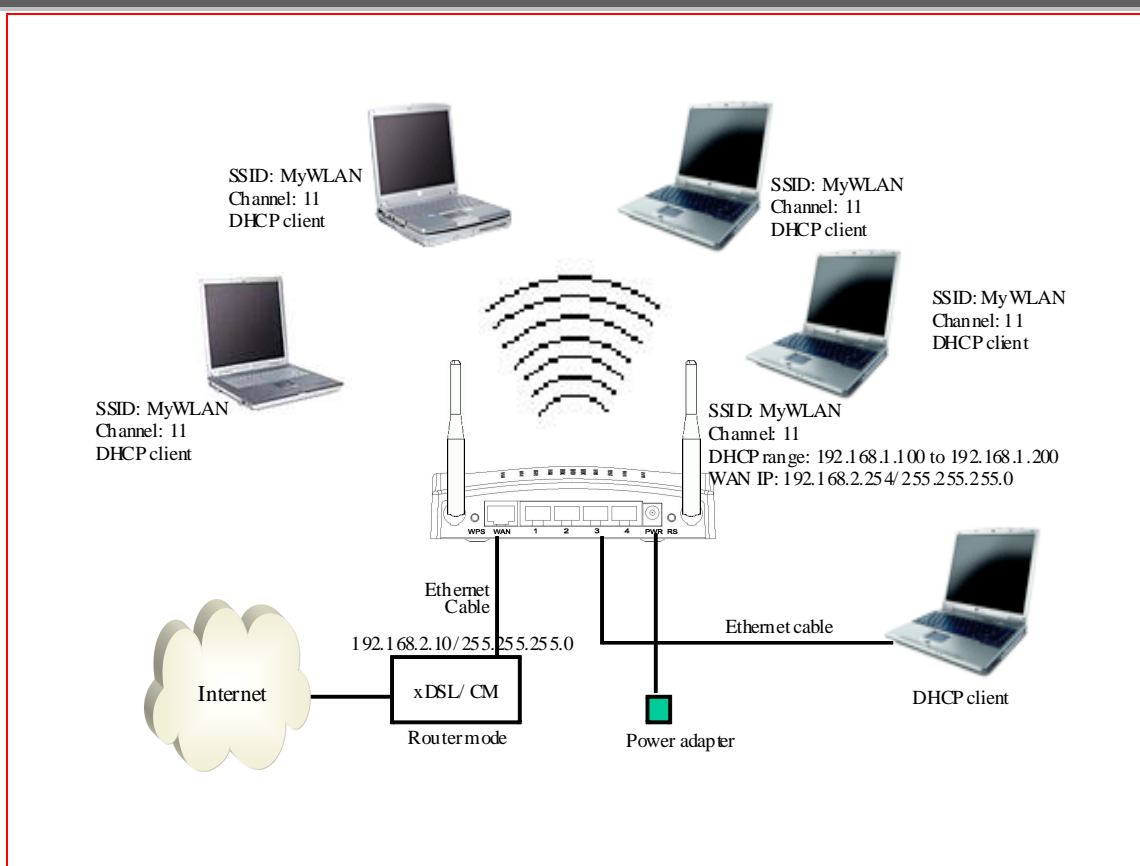 SSID: MyWLAN
Channel: 11
DHCP client
SSID: MyWLAN
Channel: 11
DHCP client
SSID: MyWLAN
Channel: 11
DHCP client
SSID: MyWLAN
Channel: 11
DHCP client
SSID: MyWLAN
Channel: 11
DHCP range: 192.168.1.100 to 192.168.1.200
WAN IP: 192.168.2.254/255.255.255.0
WPS WAN 1 2 3 4 PWR RS
Ethernet
Cable
192.168.2.10/255.255.255.0
Ethernet cable
Internet
xDSL/CM
DHCP client
Router mode
Power adapter